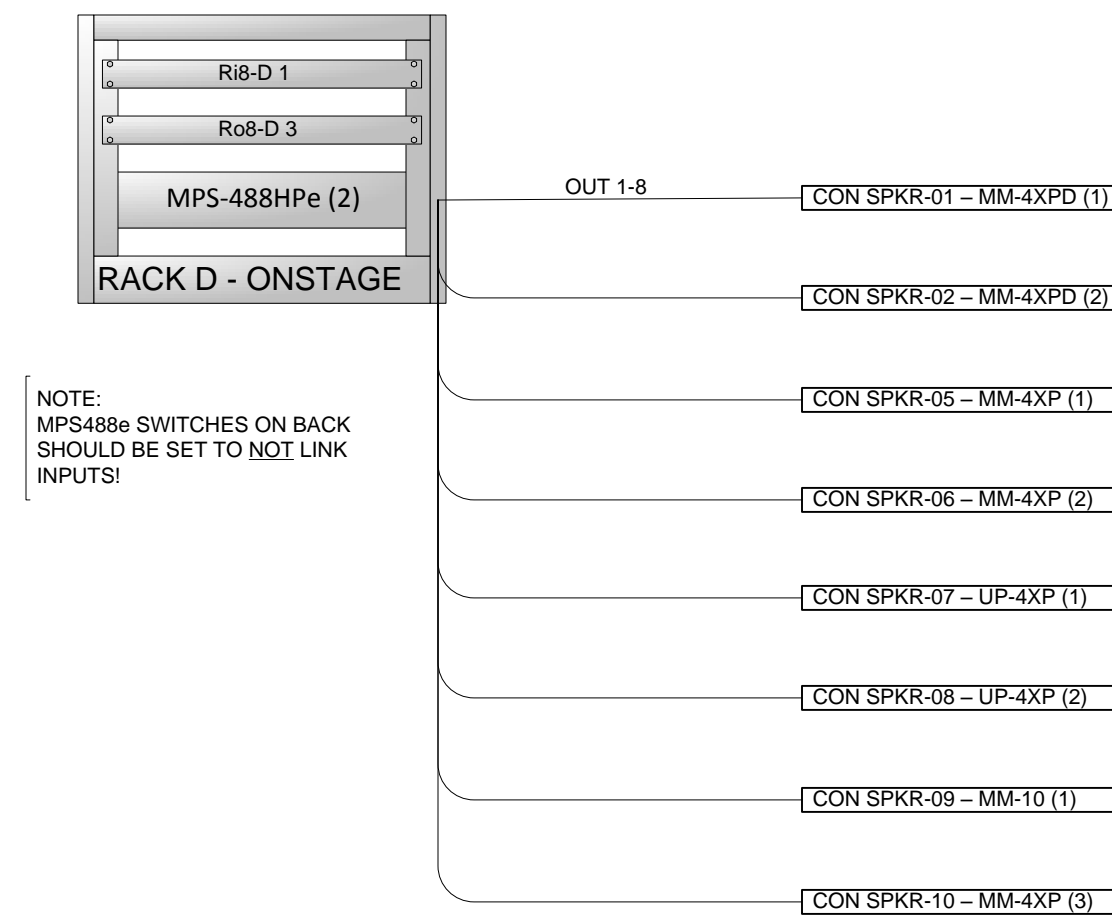 Ri8-D 1
Ro8-D 3
MPS-488HPe (2)
RACK D - ONSTAGE
NOTE:
MPS488e SWITCHES ON BACK
SHOULD BE SET TO NOT LINK
INPUTS!
OUT 1-8
CON SPKR-01 – MM-4XPD (1)
CON SPKR-02 – MM-4XPD (2)
CON SPKR-05 – MM-4XP (1)
CON SPKR-06 – MM-4XP (2)
CON SPKR-07 – UP-4XP (1)
CON SPKR-08 – UP-4XP (2)
CON SPKR-09 – MM-10 (1)
CON SPKR-10 – MM-4XP (3)